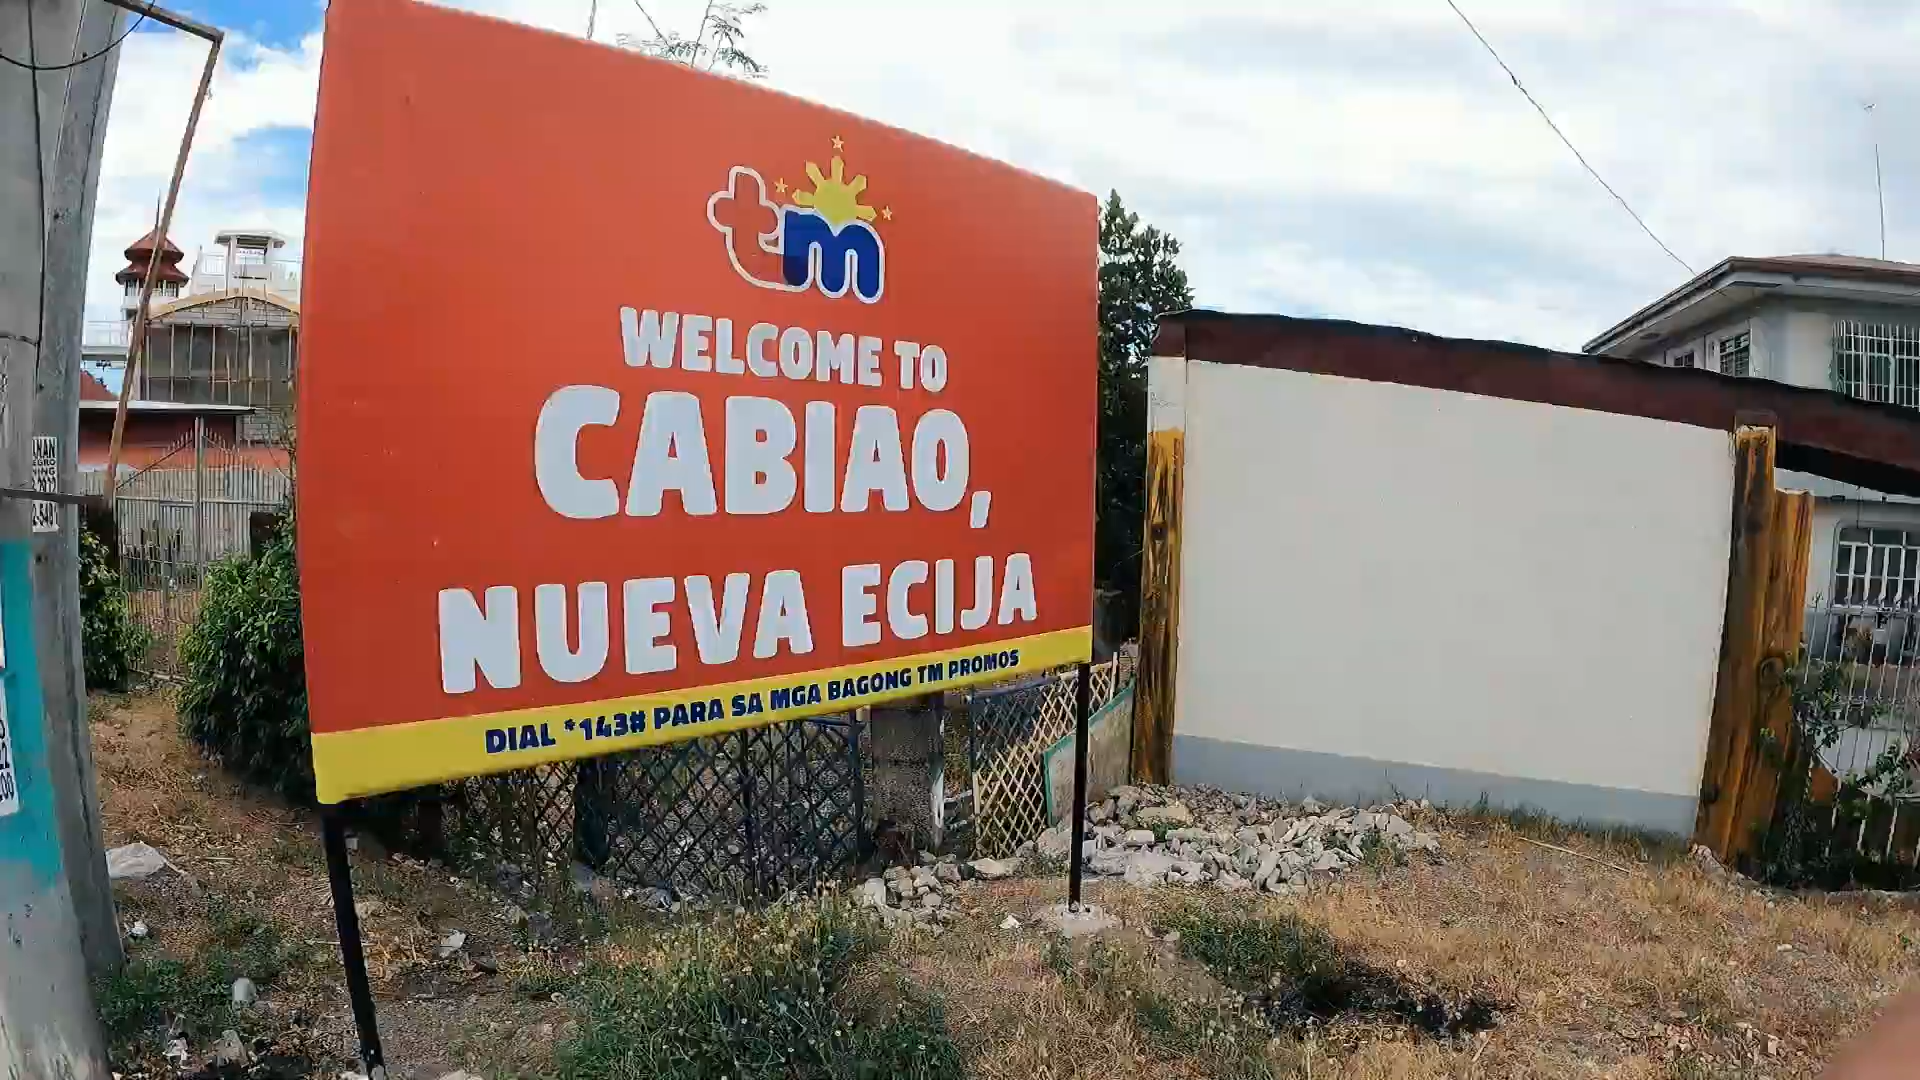 tm
WELCOME TO
CABIAO,
NUEVA ECIJA
DIAL *143# PARA SA MGA BAGONG TM PROMOS